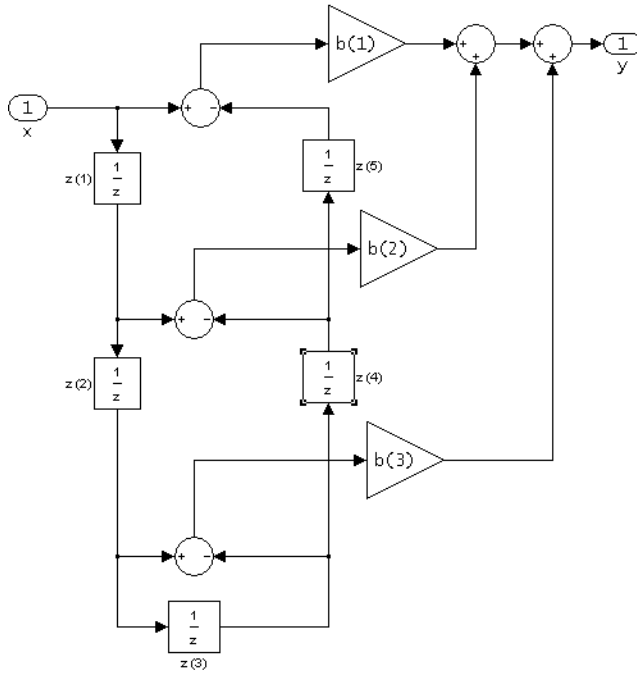 b(1)
+
+
+
+
1
y
1
x
+
−
z(1)
1
z
1
z
z(5)
b(2)
+
−
z(2)
1
z
1
z
z(4)
b(3)
+
−
1
z
z(3)